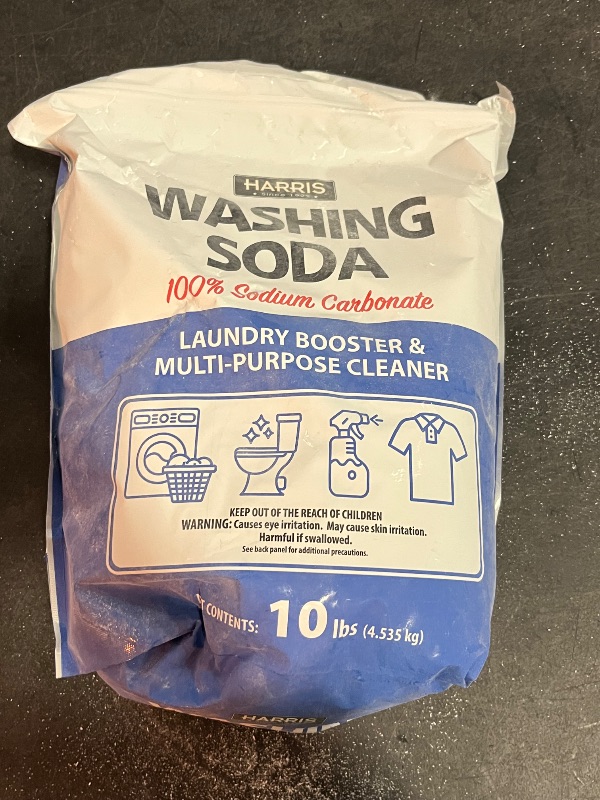 HARRIS
SINCE 1925
WASHING
SODA
100% Sodium Carbonate
LAUNDRY BOOSTER &
MULTI-PURPOSE CLEANER
KEEP OUT OF THE REACH OF CHILDREN
WARNING: Causes eye irritation. May cause skin irritation.
Harmful if swallowed.
See back panel for additional precautions.
CONTENTS: 10 lbs (4.535 kg)
HARRIS